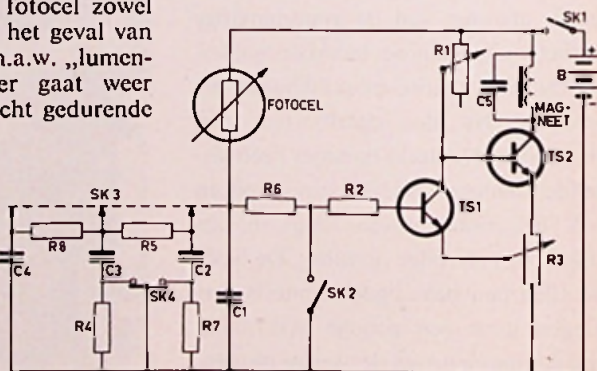 fotocel zowel
het geval van
n.a.w. „lumen-
er gaat weer
cht gedurende
SK1
R1
B
C5
MAG-
NEET
FOTOCEL
TS2
SK3
R6
R2
TS1
R8
R5
R3
C4
C3
C2
SK4
SK2
C1
R4
R7